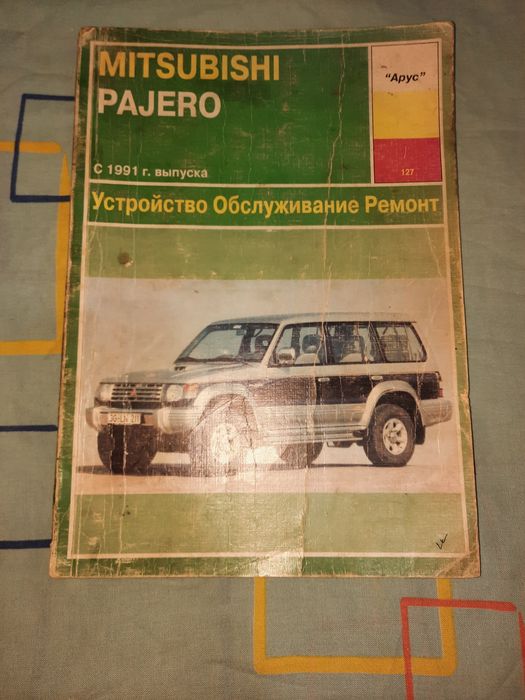 MITSUBISHI
PAJERO
"Арус"
127
С 1991 г. выпуска
Устройство Обслуживание Ремонт